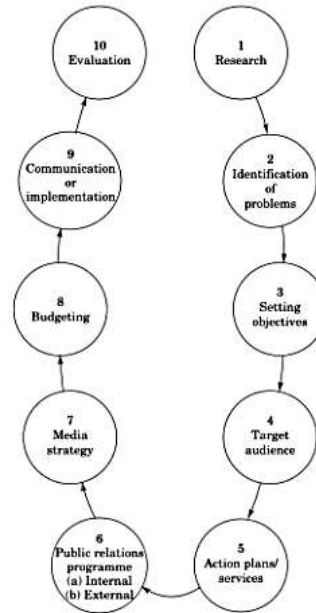 1
Research
2
Identification
of
problems
3
Setting
objectives
4
Target
audience
5
Action plans/
services
6
Public relations
programme
(a) Internal
(b) External
7
Media
strategy
8
Budgeting
9
Communication
or
implementation
10
Evaluation